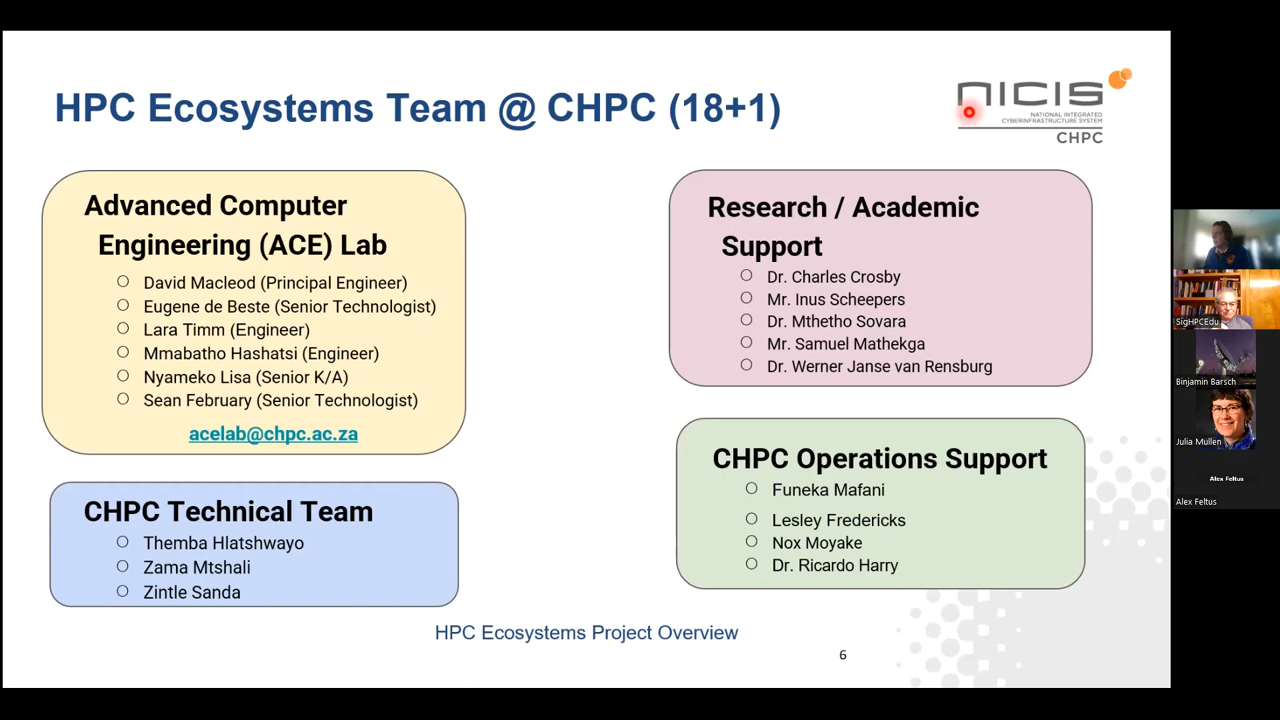 HPC Ecosystems Team @ CHPC (18+1)
NICIS
NATIONAL INTEGRATED
CYBERINFRASTRUCTURE SYSTEM
CHPC
Advanced Computer
Engineering (ACE) Lab
David Macleod (Principal Engineer)
Eugene de Beste (Senior Technologist)
Lara Timm (Engineer)
Mmabatho Hashatsi (Engineer)
Nyameko Lisa (Senior K/A)
Sean February (Senior Technologist)
acelab@chpc.ac.za
CHPC Technical Team
Themba Hlatshwayo
Zama Mtshali
Zintle Sanda
Research / Academic
Support
Dr. Charles Crosby
Mr. Inus Scheepers
Dr. Mthetho Sovara
Mr. Samuel Mathekga
Dr. Werner Janse van Rensburg
CHPC Operations Support
Funeka Mafani
Lesley Fredericks
Nox Moyake
Dr. Ricardo Harry
HPC Ecosystems Project Overview
6
SigHPCEdu
Binjamin Barsch
Julia Mullen
Alex Feltus
Alex Feltus